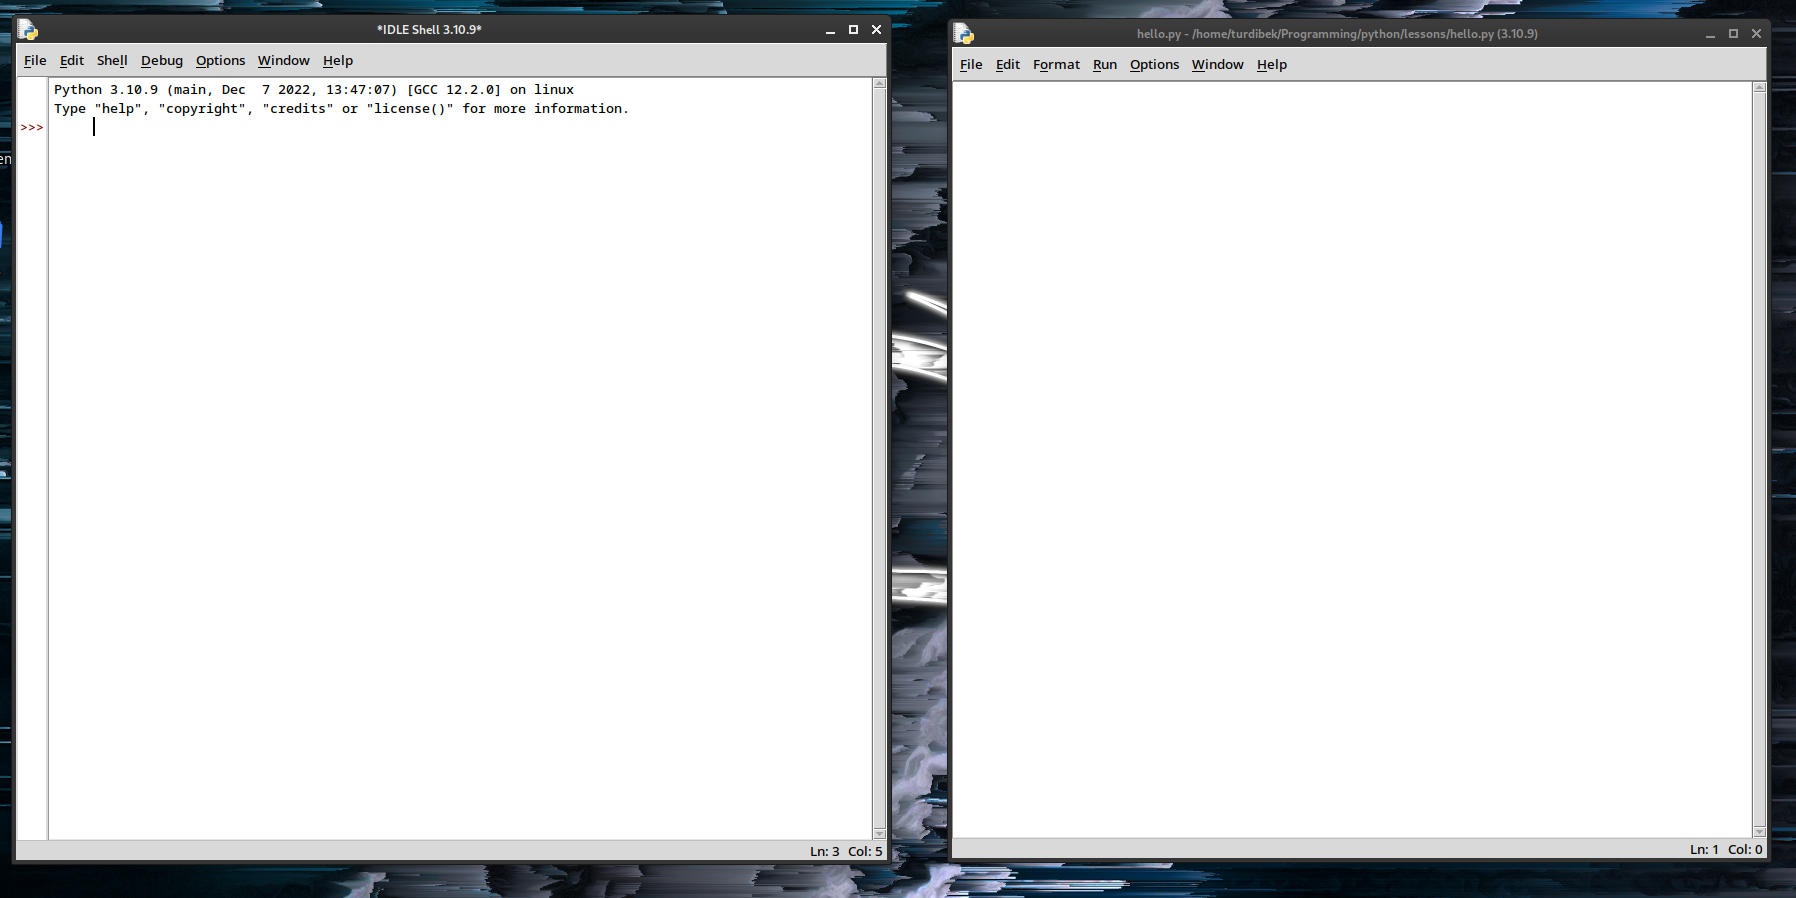 *IDLE Shell 3.10.9*
File Edit Shell Debug Options Window Help
Python 3.10.9 (main, Dec  7 2022, 13:47:07) [GCC 12.2.0] on linux
Type "help", "copyright", "credits" or "license()" for more information.
>>>
Ln: 3 Col: 5
hello.py - /home/turdibek/Programming/python/lessons/hello.py (3.10.9)
File Edit Format Run Options Window Help
Ln: 1 Col: 0